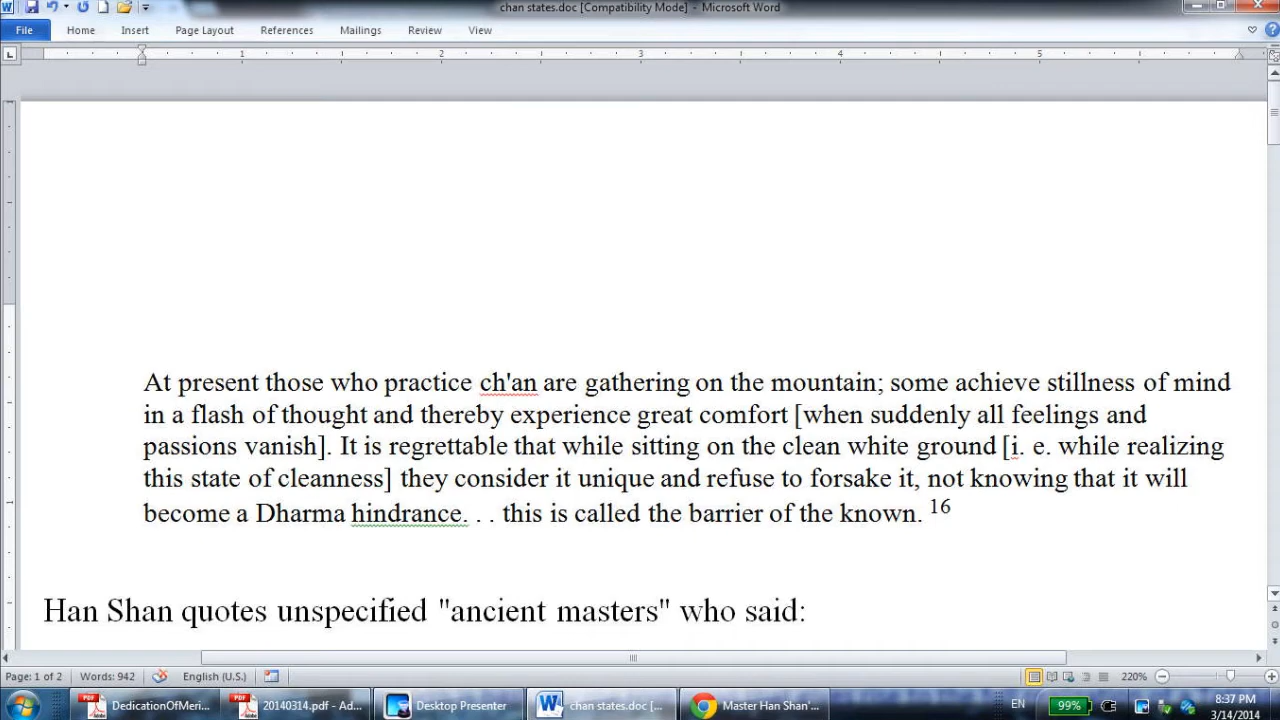 chan states.doc [Compatibility Mode] - Microsoft Word
File Home Insert Page Layout References Mailings Review View
1 2 3 4 5
At present those who practice ch'an are gathering on the mountain; some achieve stillness of mind
in a flash of thought and thereby experience great comfort [when suddenly all feelings and
passions vanish]. It is regrettable that while sitting on the clean white ground [i. e. while realizing
this state of cleanness] they consider it unique and refuse to forsake it, not knowing that it will
become a Dharma hindrance. . . this is called the barrier of the known. 16
Han Shan quotes unspecified "ancient masters" who said:
Page: 1 of 2 Words: 942 English (U.S.) 220%
DedicationOfMeri... 20140314.pdf - Ad... Desktop Presenter chan states.doc [... Master Han Shan'... EN 99% 8:37 PM
3/14/2014